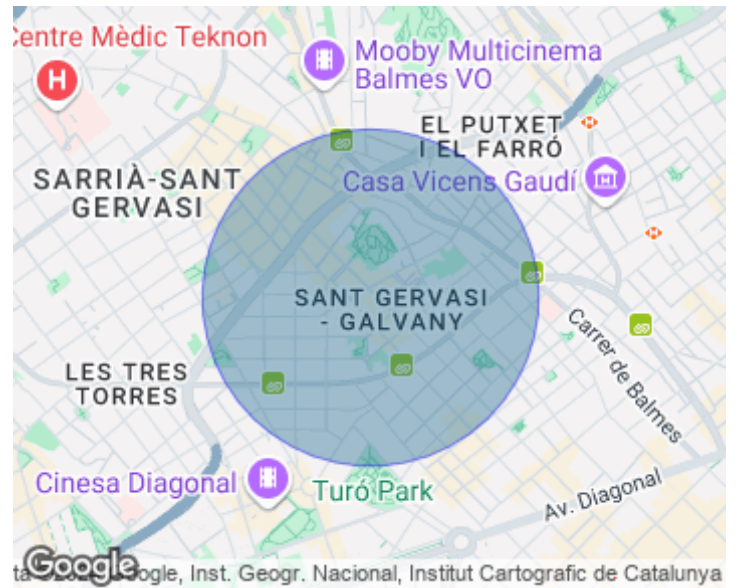 Centre Mèdic Teknon
H
Mooby Multicinema
Balmes VO
EL PUTXET
I EL FARRÓ
SARRIÀ-SANT
GERVASI
Casa Vicens Gaudí
SANT GERVASI
- GALVANY
Carrer de Balmes
LES TRES
TORRES
Cinesa Diagonal
Turó Park
Av. Diagonal
Google
Google, Inst. Geogr. Nacional, Institut Cartografic de Catalunya